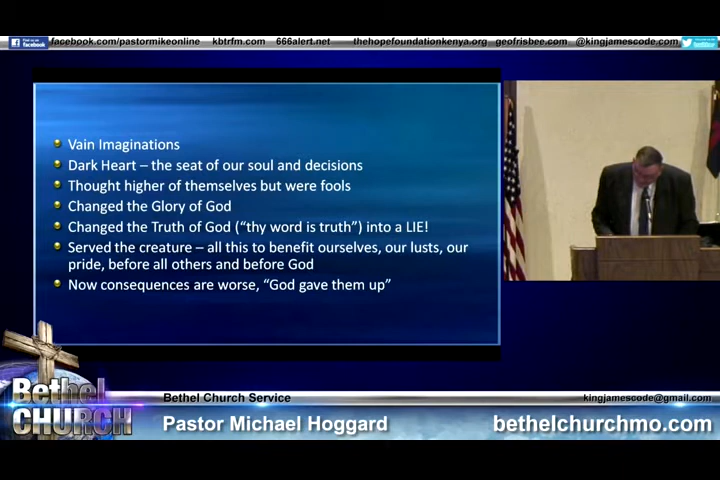 Find us on
facebook
facebook.com/pastormikeonline kbtrfm.com 666alert.net thehopefoundationkenya.org geofrisbee.com @kingjamescode.com
Vain Imaginations
Dark Heart – the seat of our soul and decisions
Thought higher of themselves but were fools
Changed the Glory of God
Changed the Truth of God (“thy word is truth”) into a LIE!
Served the creature – all this to benefit ourselves, our lusts, our
pride, before all others and before God
Now consequences are worse, “God gave them up”
Bethel
CHURCH
Bethel Church Service
kingjamescode@gmail.com
Pastor Michael Hoggard
bethelchurchmo.com